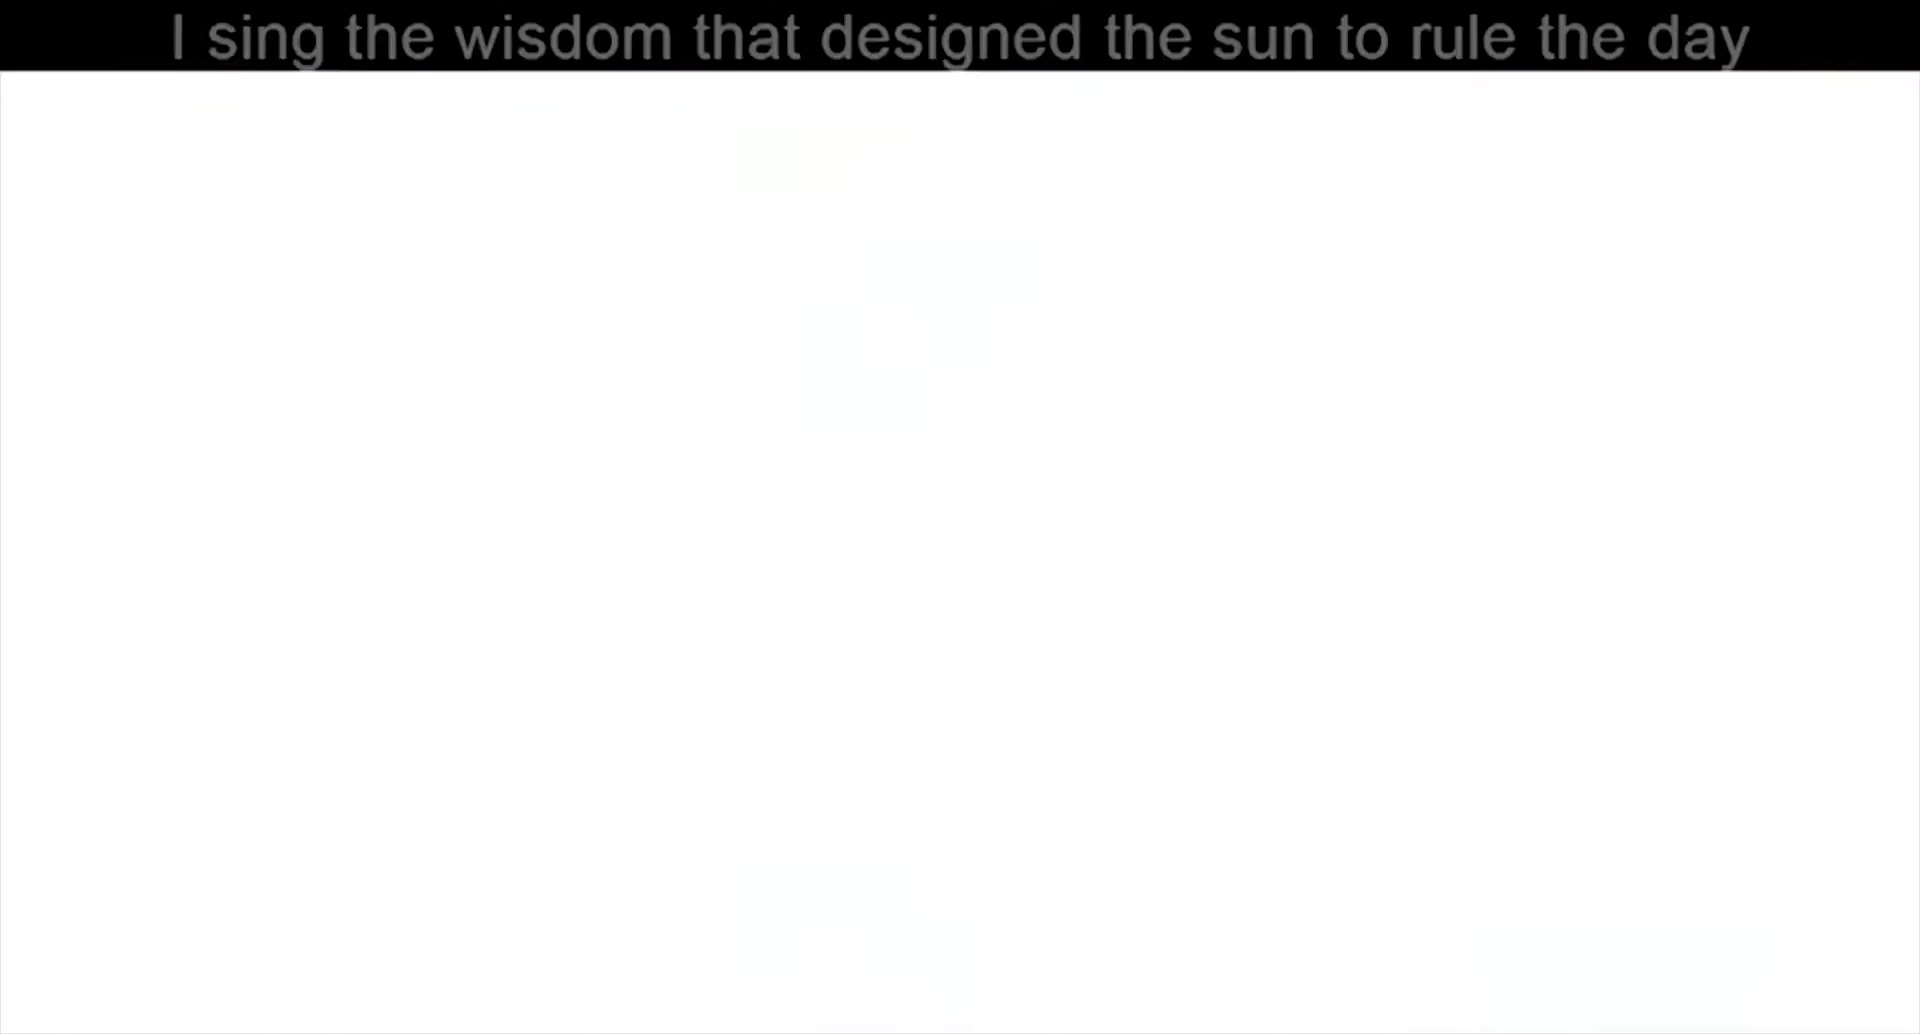 I sing the wisdom that designed the sun to rule the day